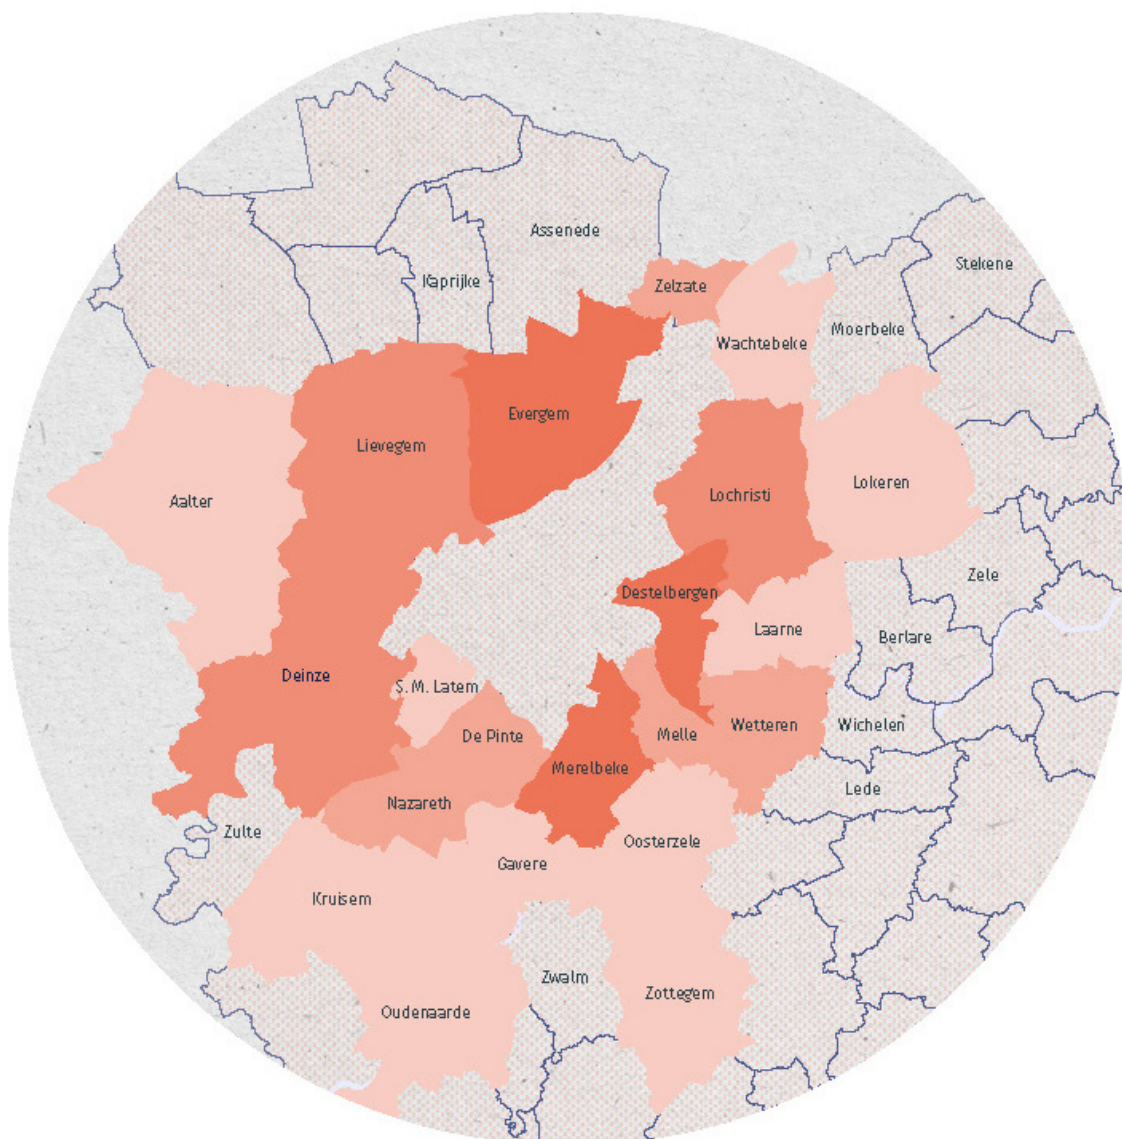 Assenede
Stekene
Kaprijke
Zelzate
Moerbeke
Wachtebeke
Evergem
Lievegem
Lokeren
Lochristi
Aalter
Zele
Destelbergen
Laarne
Berlare
Deinze
S. M. Latem
Wichelen
Wetteren
De Pinte
Melle
Merelbeke
Lede
Nazareth
Zulte
Oosterzele
Gavere
Kruisem
Zwalm
Zottegem
Oudenaarde